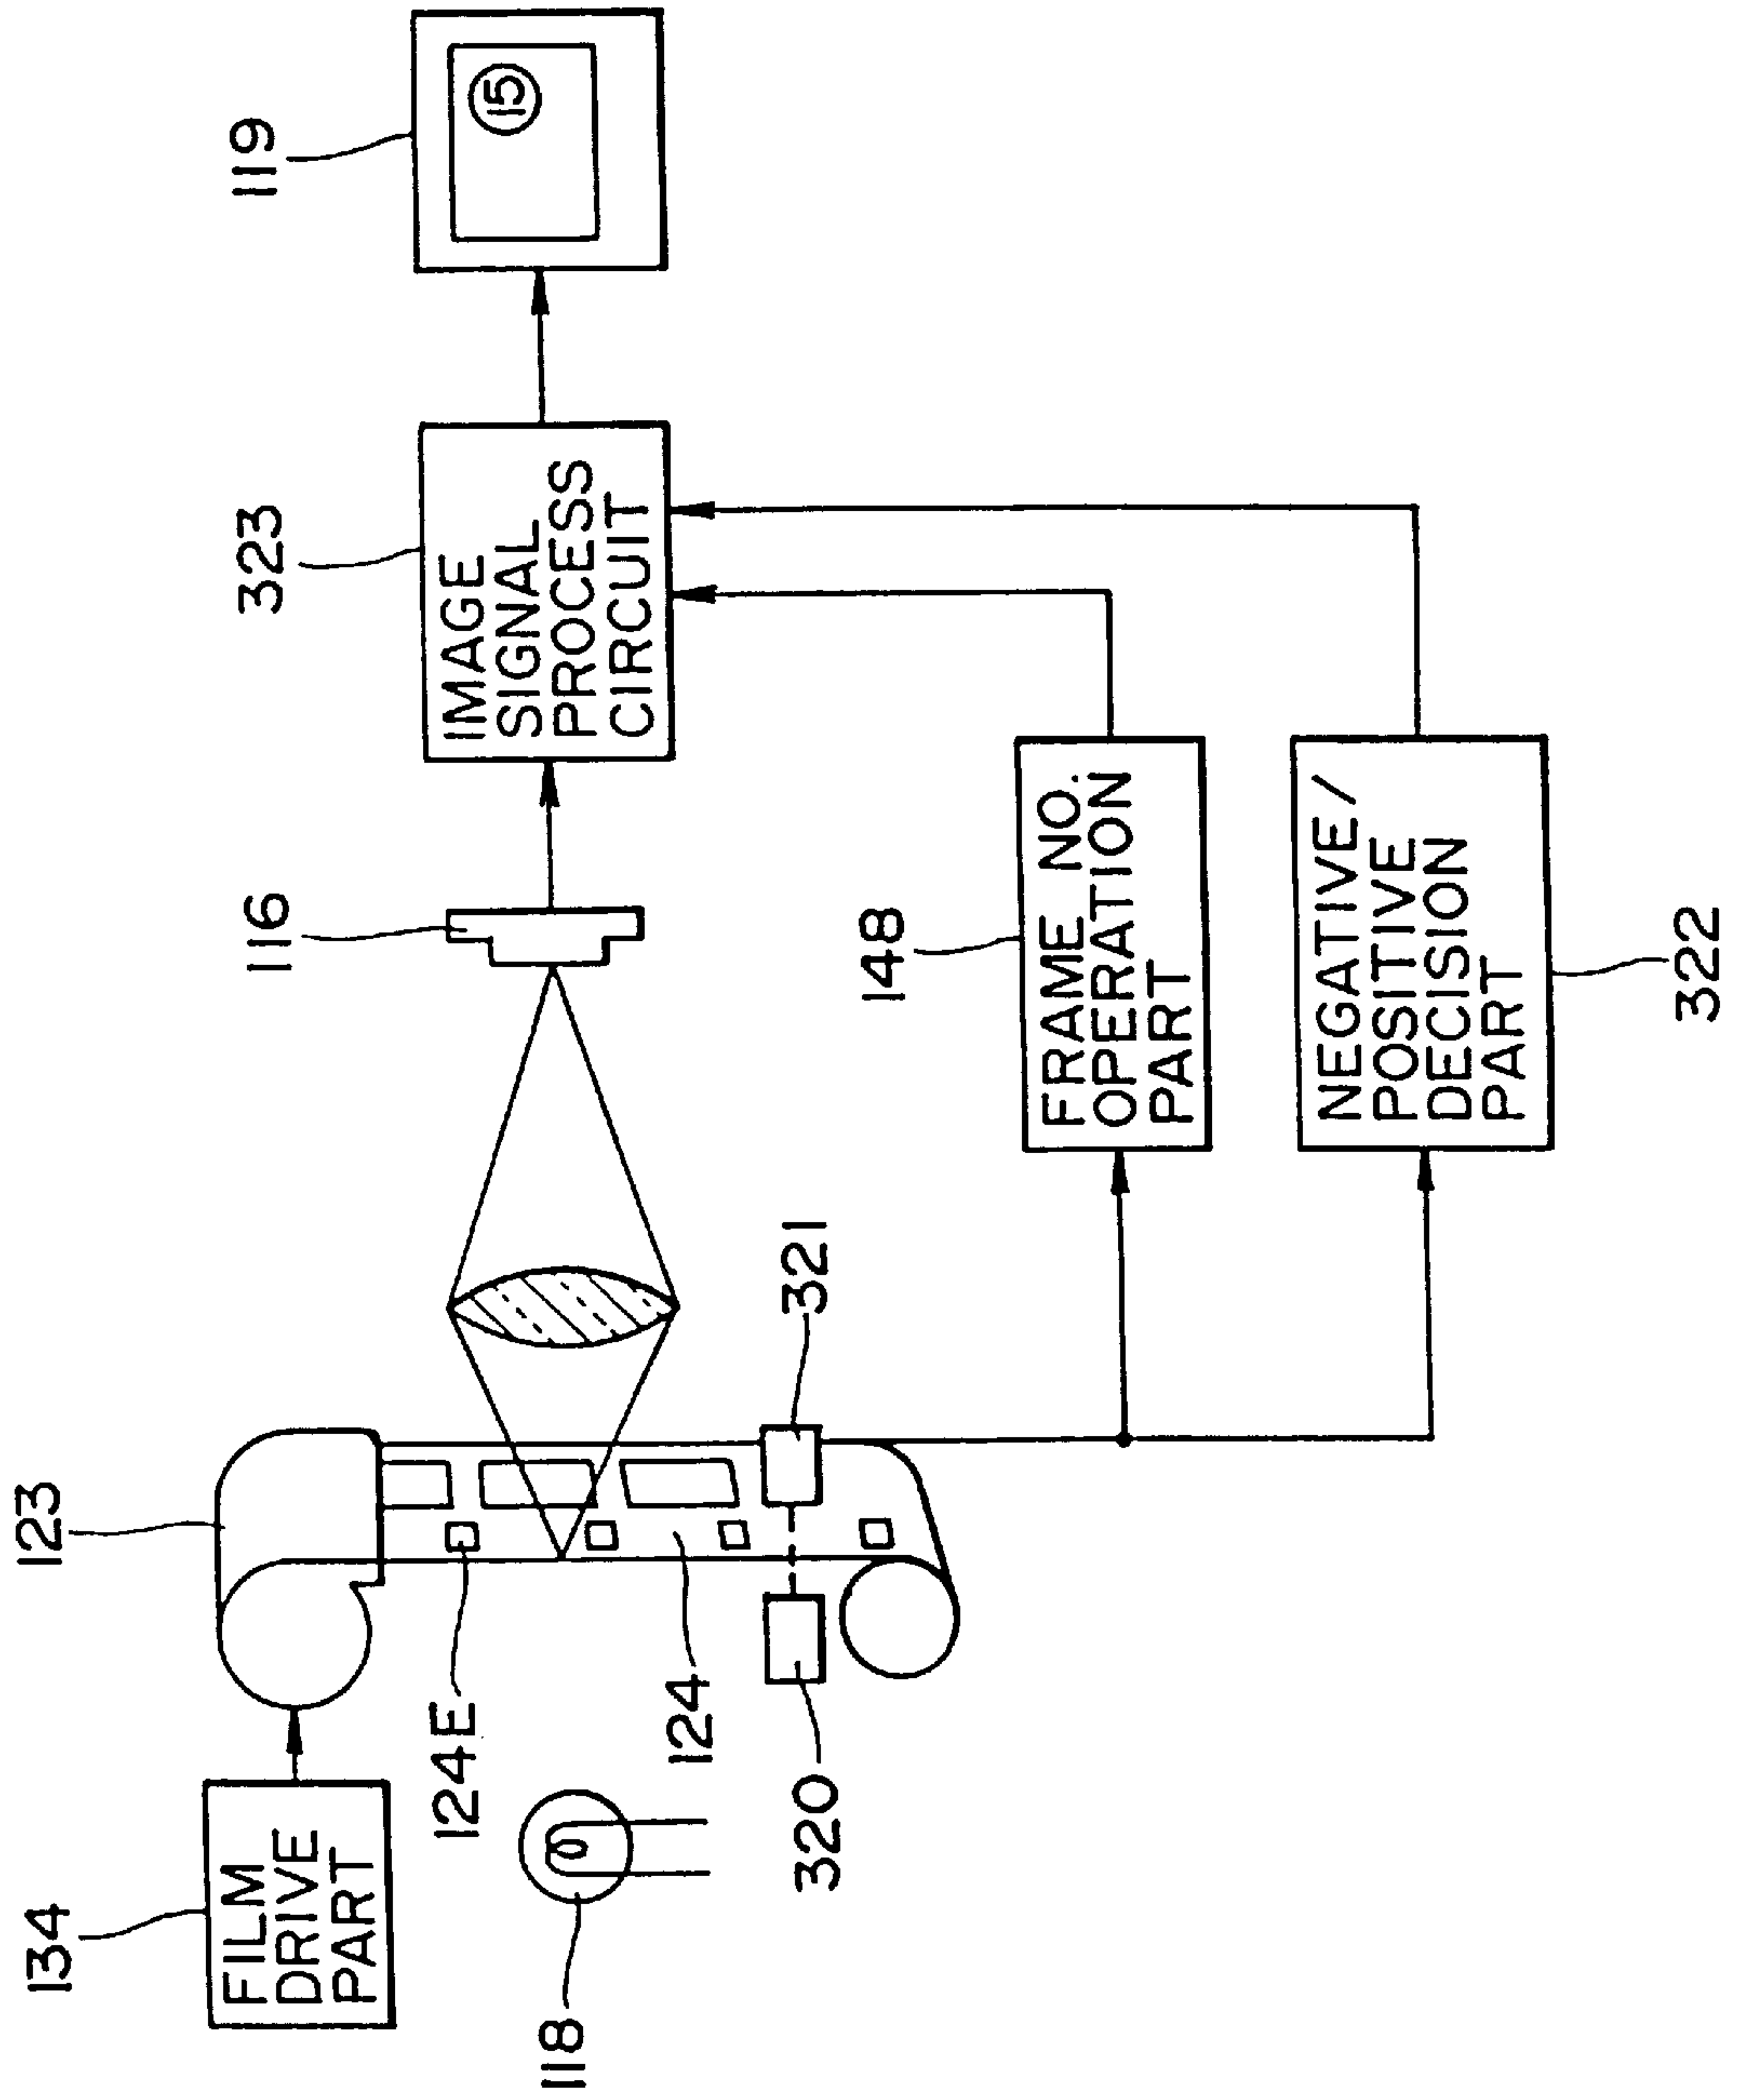 134
FILM
DRIVE
PART
118
123
124E
124
320
321
116
323
IMAGE
SIGNAL
PROCESS
CIRCUIT
119
15
148
FRAME NO.
OPERATION
PART
NEGATIVE/
POSITIVE
DECISION
PART
322